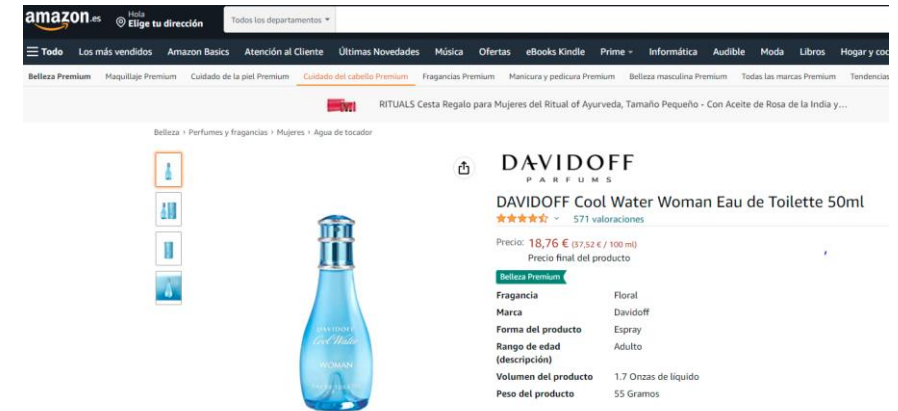 amazon.es
Hola
Elige tu dirección
Todos los departamentos
Todo Los más vendidos Amazon Basics Atención al Cliente Últimas Novedades Música Ofertas eBooks Kindle Prime Informática Audible Moda Libros Hogar y coc
Belleza Premium Maquillaje Premium Cuidado de la piel Premium Cuidado del cabello Premium Fragancias Premium Manicura y pedicura Premium Belleza masculina Premium Todas las marcas Premium Tendencias
RITUALS Cesta Regalo para Mujeres del Ritual of Ayurveda, Tamaño Pequeño - Con Aceite de Rosa de la India y…
Belleza › Perfumes y fragancias › Mujeres › Agua de tocador
DAVIDOFF
PARFUMS
DAVIDOFF Cool Water Woman Eau de Toilette 50ml
571 valoraciones
Precio: 18,76 € (37,52 € / 100 ml)
Precio final del producto
Belleza Premium
Fragancia Floral
Marca Davidoff
Forma del producto Espray
Rango de edad (descripción) Adulto
Volumen del producto 1.7 Onzas de líquido
Peso del producto 55 Gramos
DAVIDOFF
Cool Water
WOMAN